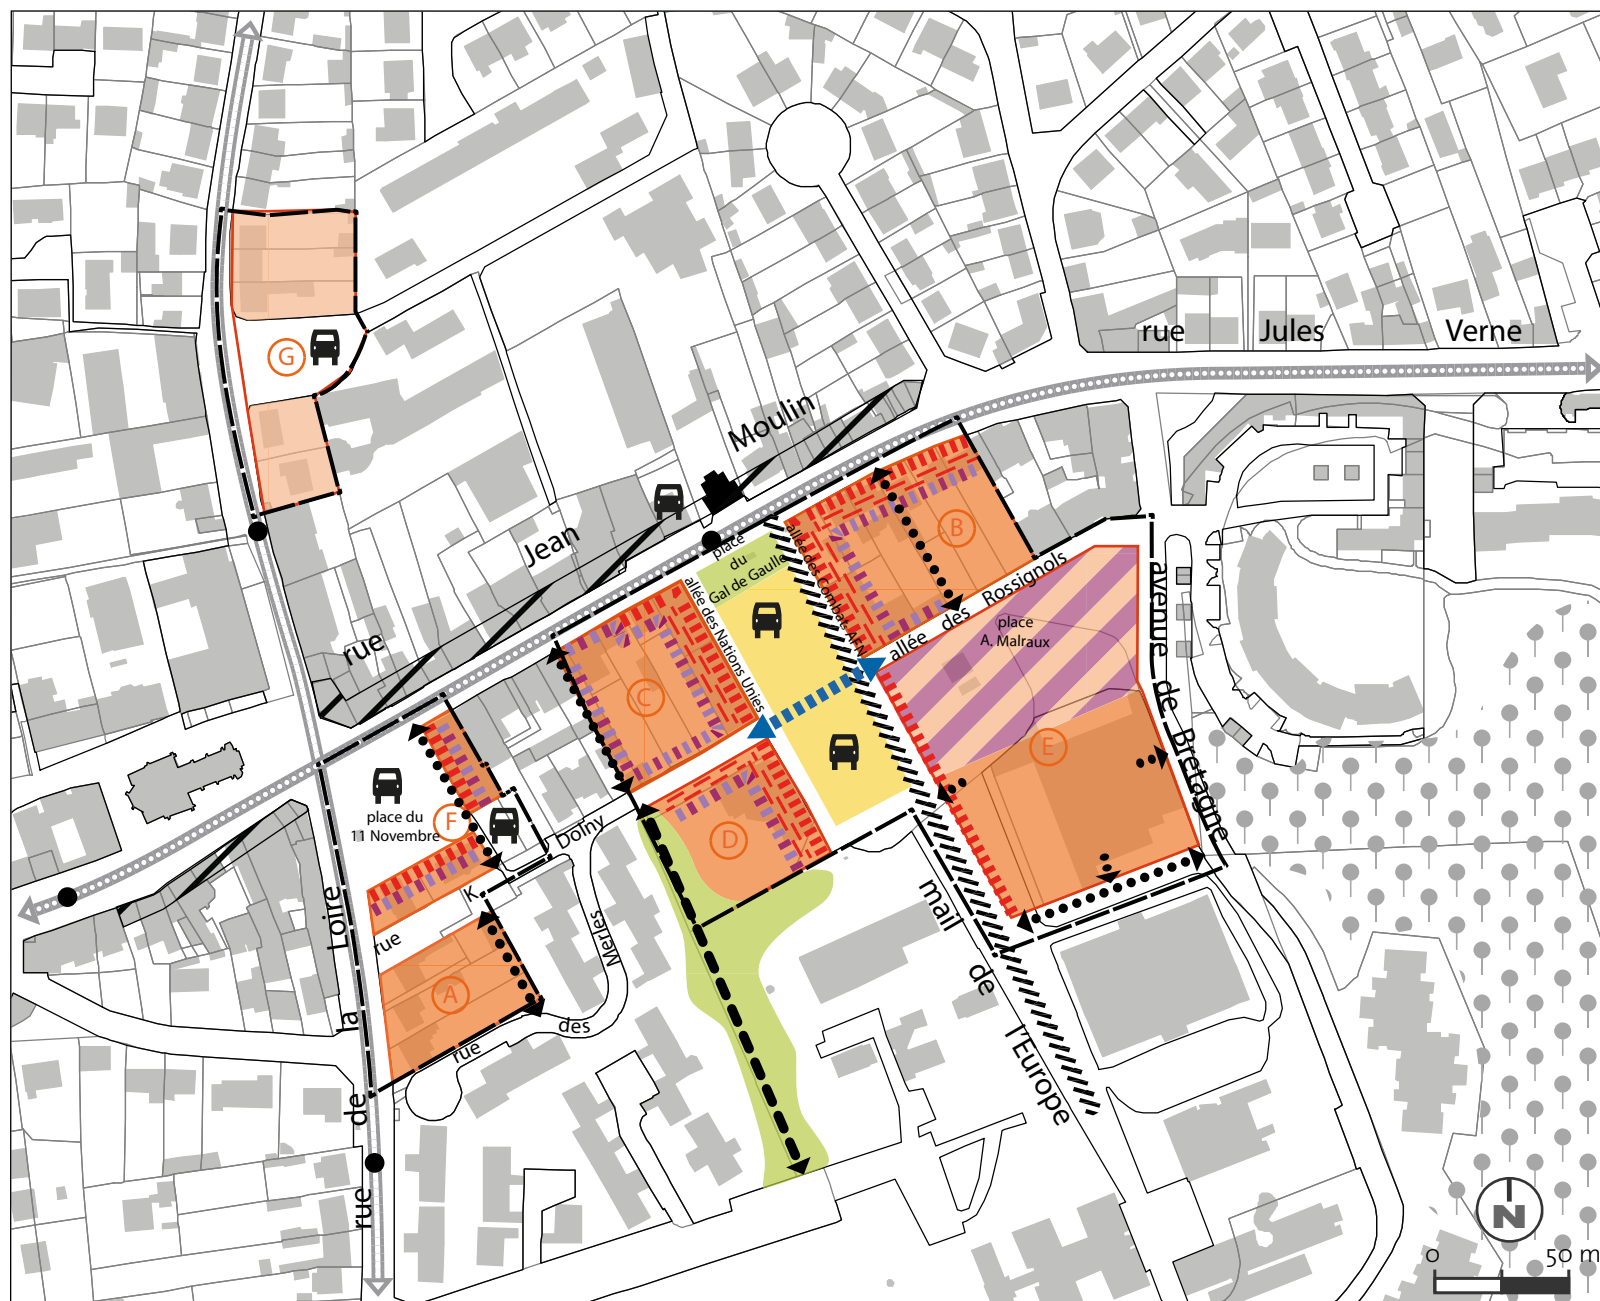 rue Jules Verne
G
Moulin
Jean
rue
place
du
Gal de Gaulle
allée des Combats AFN
allée des Nations Unies
B
allée des Rossignols
place
A. Malraux
avenue de Bretagne
C
E
D
F
place du
11 Novembre
rue K. Dolny
A
rue des Merles
rue de la Loire
mail de l'Europe
N
0 50 m